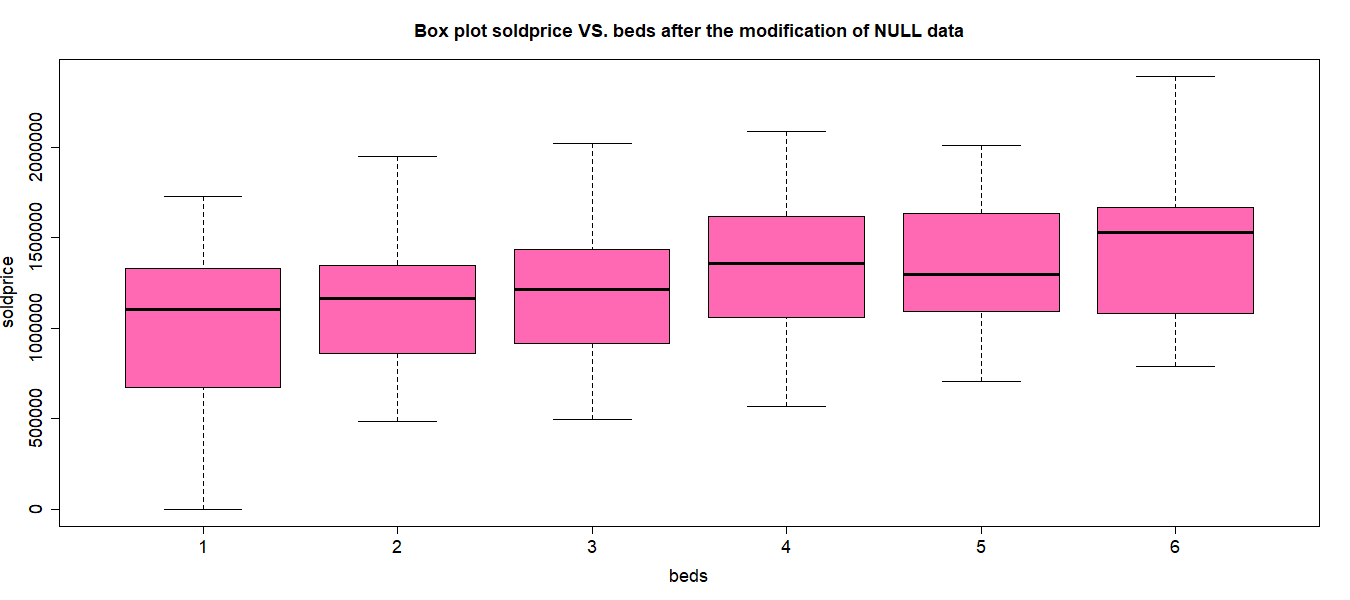 Box plot soldprice VS. beds after the modification of NULL data
soldprice
2000000
1500000
1000000
500000
0
1 2 3 4 5 6
beds